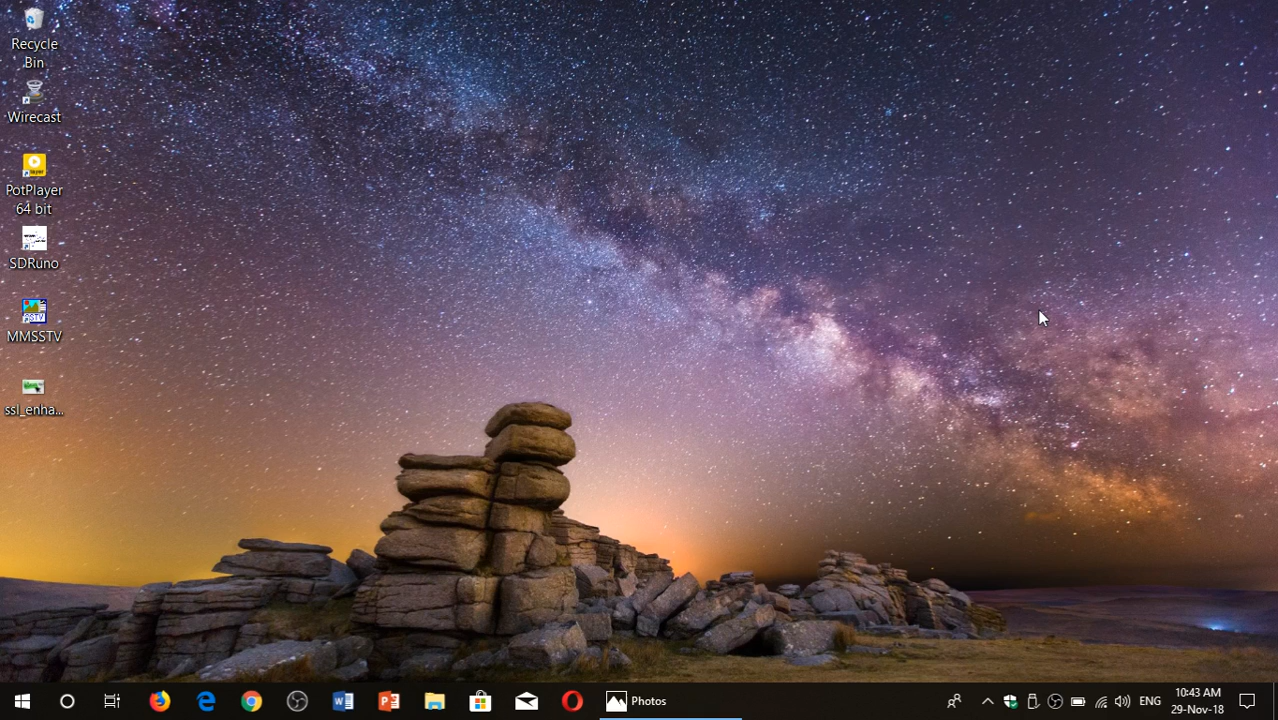 Recycle
Bin
Wirecast
PotPlayer
64 bit
SDRuno
MMSSTV
ssl_enha...
Photos
ENG
10:43 AM
29-Nov-18